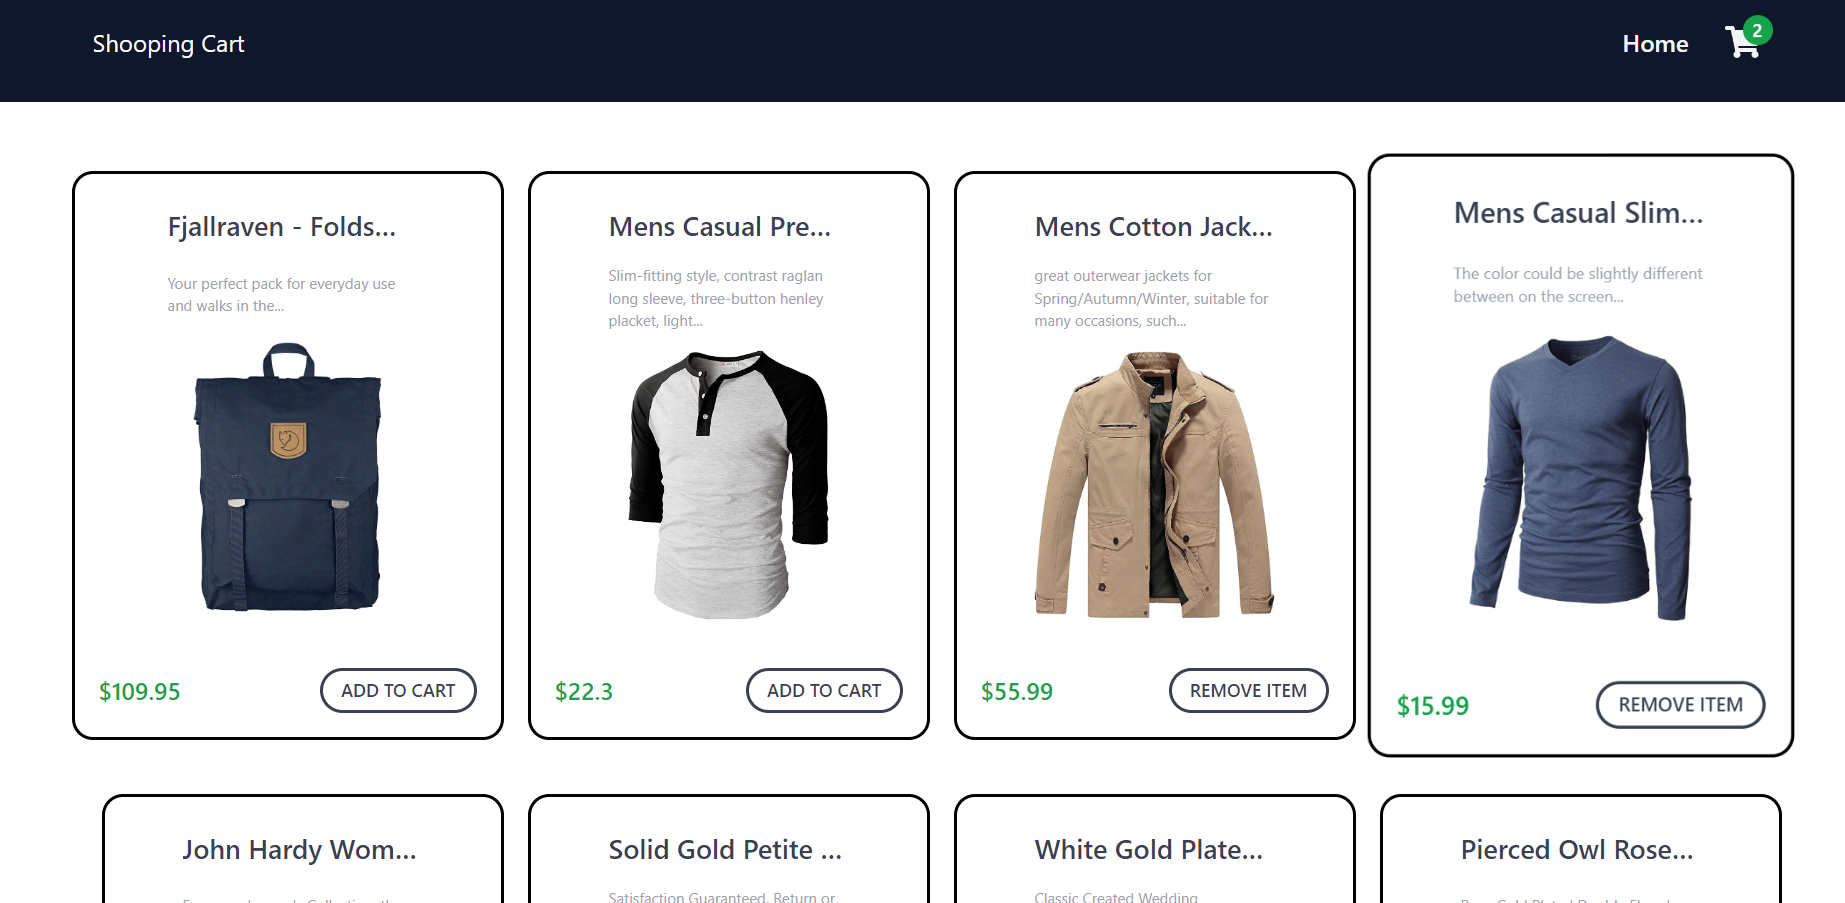 Shooping Cart
Home
2
Fjallraven - Folds...
Your perfect pack for everyday use
and walks in the...
$109.95
ADD TO CART
Mens Casual Pre...
Slim-fitting style, contrast raglan
long sleeve, three-button henley
placket, light...
$22.3
ADD TO CART
Mens Cotton Jack...
great outerwear jackets for
Spring/Autumn/Winter, suitable for
many occasions, such...
$55.99
REMOVE ITEM
Mens Casual Slim...
The color could be slightly different
between on the screen...
$15.99
REMOVE ITEM
John Hardy Wom...
Solid Gold Petite ...
Satisfaction Guaranteed. Return or
White Gold Plate...
Classic Created Wedding
Pierced Owl Rose...